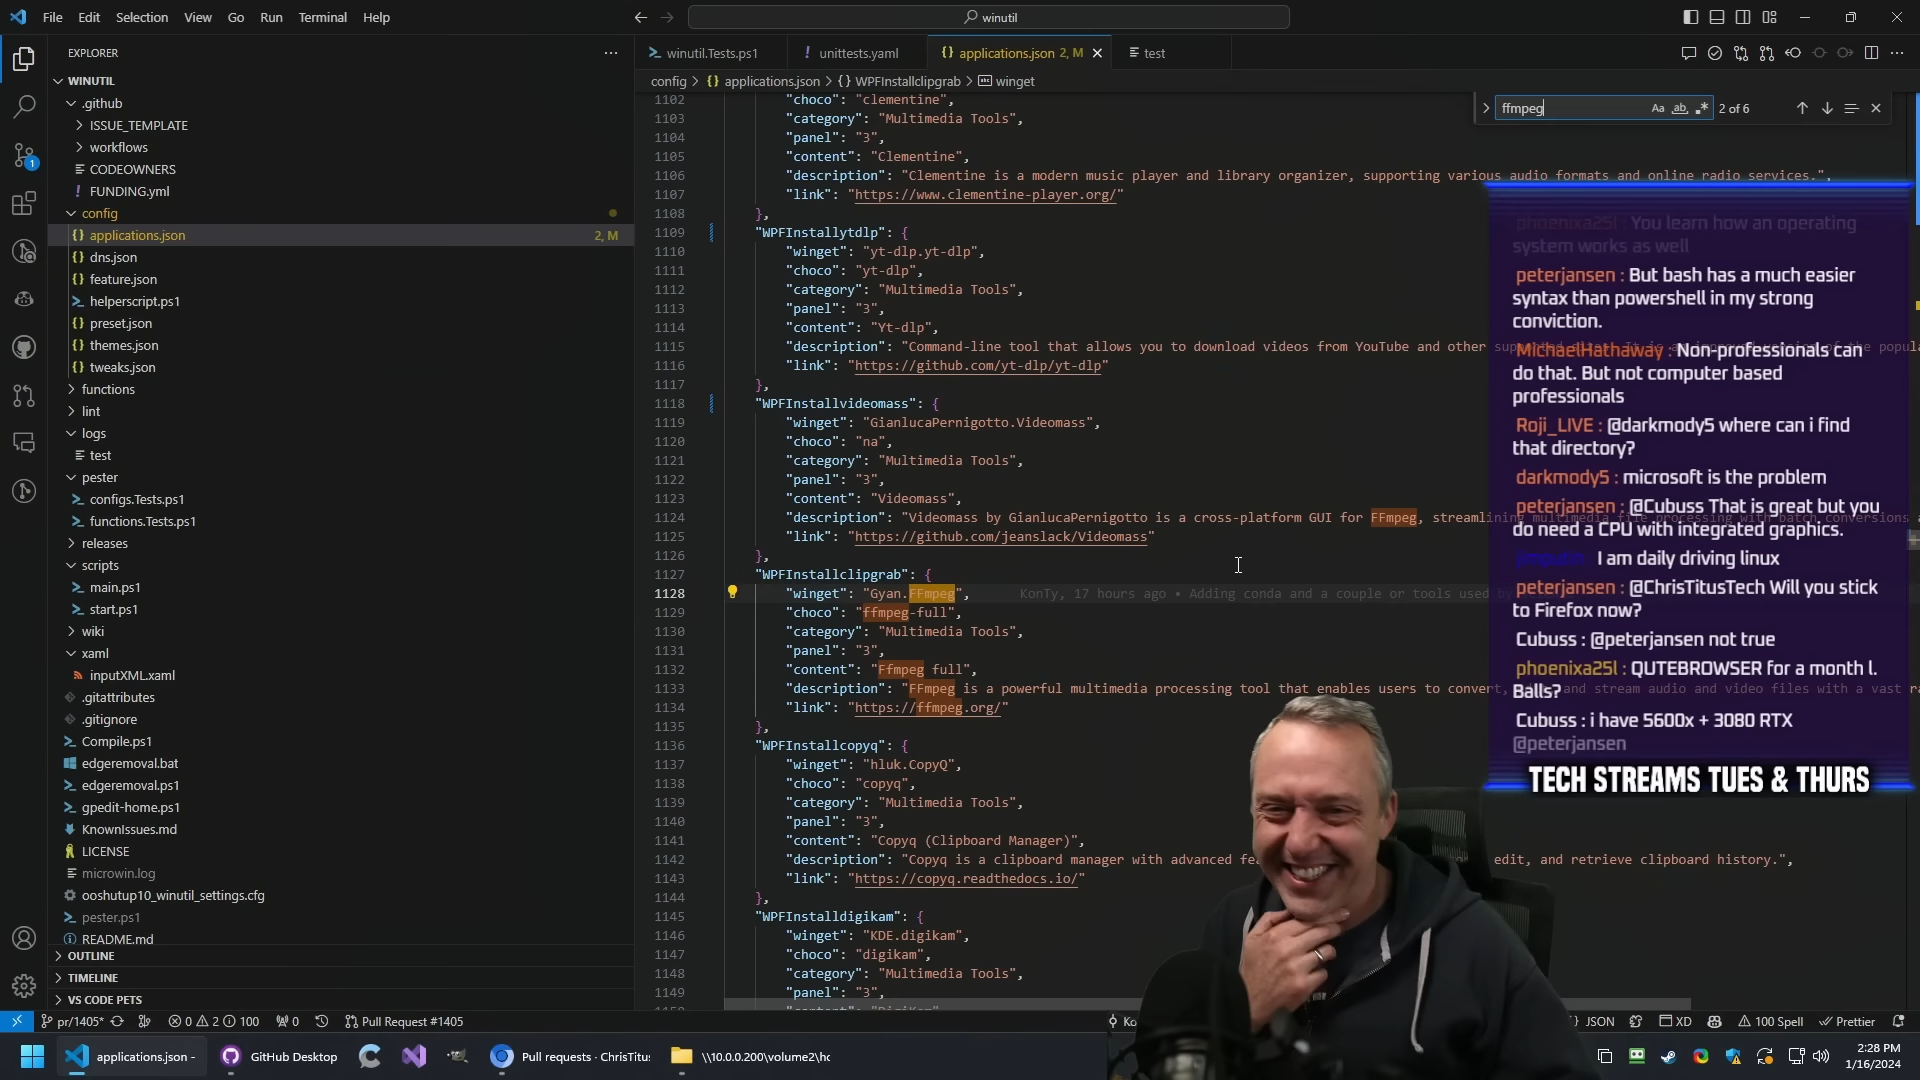 File Edit Selection View Go Run Terminal Help
winutil
EXPLORER
WINUTIL
.github
ISSUE_TEMPLATE
workflows
CODEOWNERS
FUNDING.yml
config
applications.json 2, M
dns.json
feature.json
helperscript.ps1
preset.json
themes.json
tweaks.json
functions
lint
logs
test
pester
configs.Tests.ps1
functions.Tests.ps1
releases
scripts
main.ps1
start.ps1
wiki
xaml
inputXML.xaml
.gitattributes
.gitignore
Compile.ps1
edgeremoval.bat
edgeremoval.ps1
gpedit-home.ps1
KnownIssues.md
LICENSE
microwin.log
ooshutup10_winutil_settings.cfg
pester.ps1
README.md
OUTLINE
TIMELINE
VS CODE PETS
winutil.Tests.ps1 unittests.yaml applications.json 2, M test
config > applications.json > WPFInstallclipgrab > winget
ffmpeg Aa ab 2 of 6
1102 "choco": "clementine",
1103 "category": "Multimedia Tools",
1104 "panel": "3",
1105 "content": "Clementine",
1106 "description": "Clementine is a modern music player and library organizer, supporting various audio formats and online radio services.",
1107 "link": "https://www.clementine-player.org/"
1108 },
1109 "WPFInstallytdlp": {
1110 "winget": "yt-dlp.yt-dlp",
1111 "choco": "yt-dlp",
1112 "category": "Multimedia Tools",
1113 "panel": "3",
1114 "content": "Yt-dlp",
1115 "description": "Command-line tool that allows you to download videos from YouTube and other
1116 "link": "https://github.com/yt-dlp/yt-dlp"
1117 },
1118 "WPFInstallvideomass": {
1119 "winget": "GianlucaPernigotto.Videomass",
1120 "choco": "na",
1121 "category": "Multimedia Tools",
1122 "panel": "3",
1123 "content": "Videomass",
1124 "description": "Videomass by GianlucaPernigotto is a cross-platform GUI for FFmpeg, streamlining multimedia file processing with batch conversions
1125 "link": "https://github.com/jeanslack/Videomass"
1126 },
1127 "WPFInstallclipgrab": {
1128 "winget": "Gyan.FFmpeg", KonTy, 17 hours ago • Adding conda and a couple or tools used
1129 "choco": "ffmpeg-full",
1130 "category": "Multimedia Tools",
1131 "panel": "3",
1132 "content": "Ffmpeg full",
1133 "description": "FFmpeg is a powerful multimedia processing tool that enables users to convert, and stream audio and video files with a vast
1134 "link": "https://ffmpeg.org/"
1135 },
1136 "WPFInstallcopyq": {
1137 "winget": "hluk.CopyQ",
1138 "choco": "copyq",
1139 "category": "Multimedia Tools",
1140 "panel": "3",
1141 "content": "Copyq (Clipboard Manager)",
1142 "description": "Copyq is a clipboard manager with advanced edit, and retrieve clipboard history.",
1143 "link": "https://copyq.readthedocs.io/"
1144 },
1145 "WPFInstalldigikam": {
1146 "winget": "KDE.digikam",
1147 "choco": "digikam",
1148 "category": "Multimedia Tools",
1149 "panel": "3",
phoenixa25l : You learn how an operating
system works as well
peterjansen : But bash has a much easier
syntax than powershell in my strong
conviction.
MichaelHathaway : Non-professionals can
do that. But not computer based
professionals
Roji_LIVE : @darkmody5 where can i find
that directory?
darkmody5 : microsoft is the problem
peterjansen : @Cubuss That is great but you
do need a CPU with integrated graphics.
I am daily driving linux
peterjansen : @ChrisTitusTech Will you stick
to Firefox now?
Cubuss : @peterjansen not true
phoenixa25l : QUTEBROWSER for a month l.
Balls?
Cubuss : i have 5600x + 3080 RTX
@peterjansen
TECH STREAMS TUES & THURS
pr/1405* 0 2 100 0 Pull Request #1405 JSON XD 100 Spell Prettier
applications.json - GitHub Desktop Pull requests · ChrisTitus \\10.0.0.200\volume2\hc
2:28 PM
1/16/2024